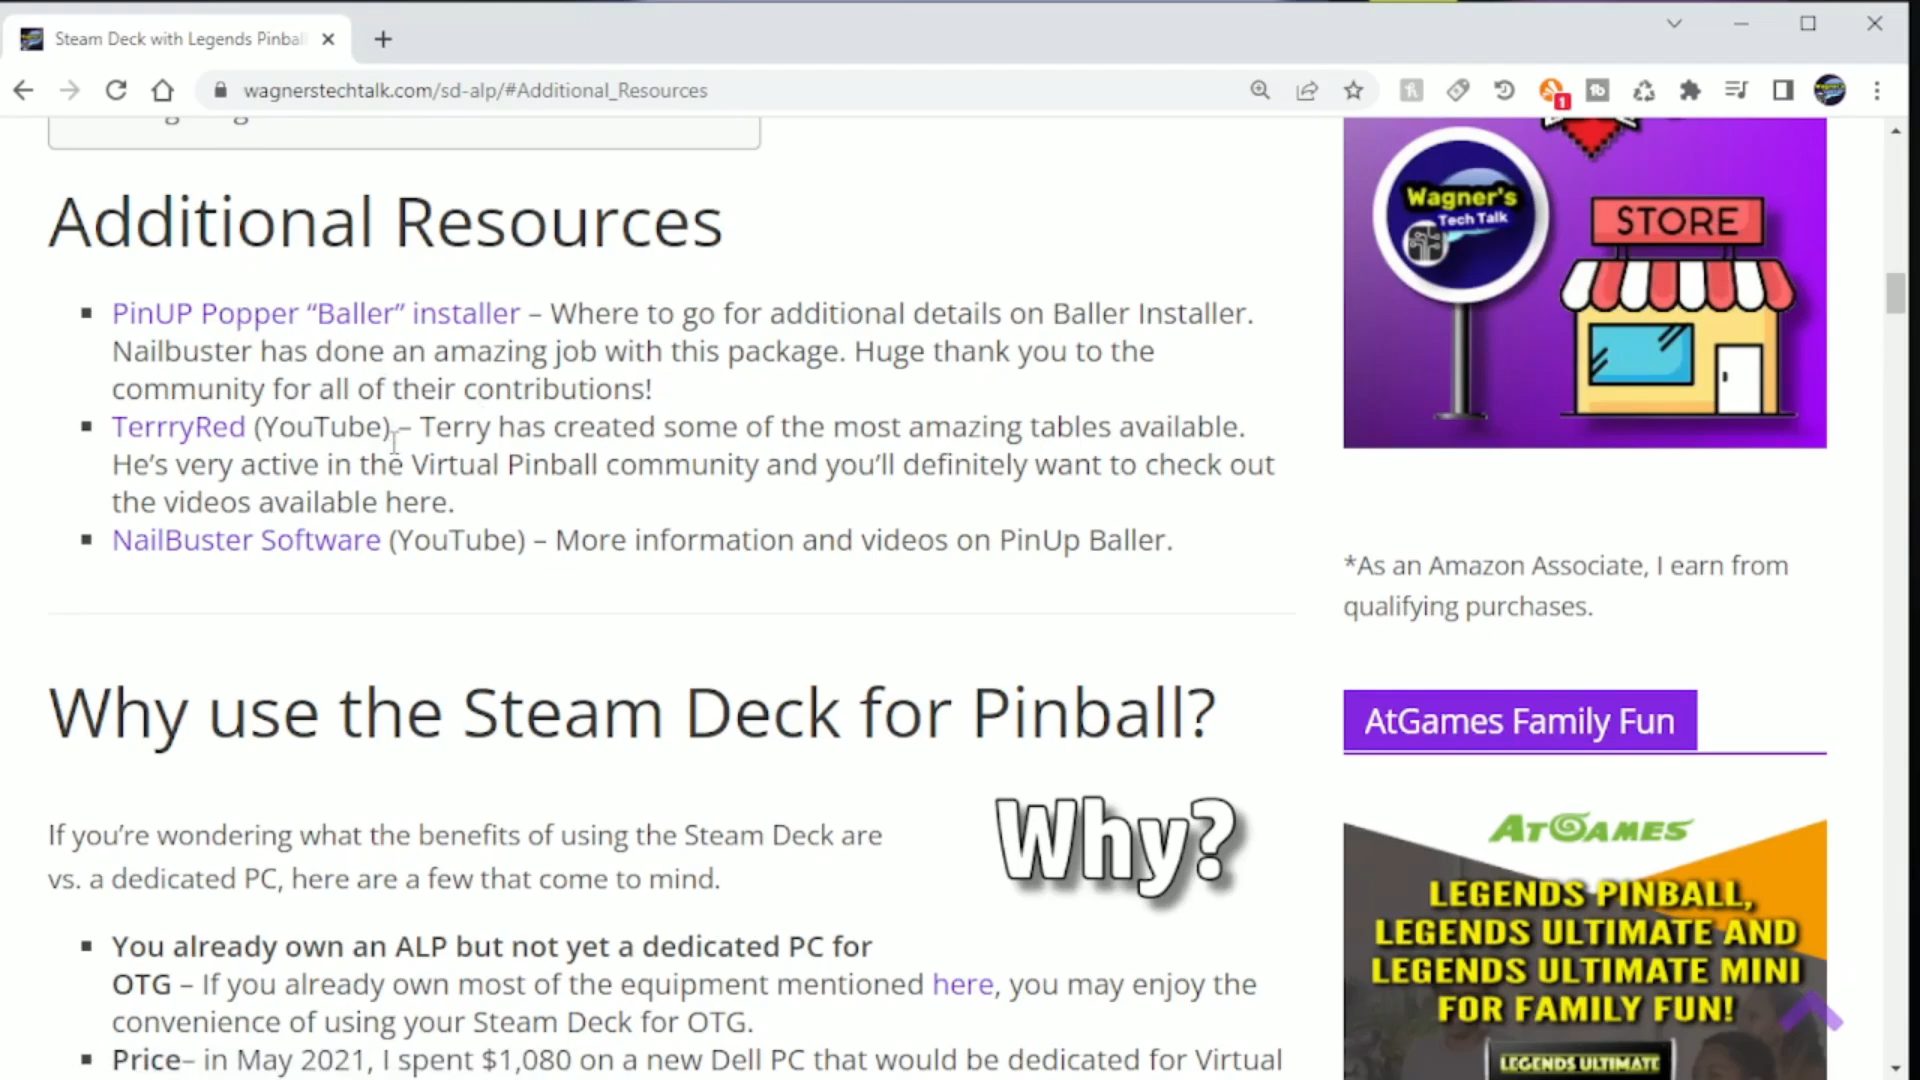 Steam Deck with Legends Pinbal
wagnerstechtalk.com/sd-alp/#Additional_Resources
1
Additional Resources
PinUP Popper “Baller” installer – Where to go for additional details on Baller Installer.
Nailbuster has done an amazing job with this package. Huge thank you to the
community for all of their contributions!
TerrryRed (YouTube) – Terry has created some of the most amazing tables available.
He’s very active in the Virtual Pinball community and you’ll definitely want to check out
the videos available here.
NailBuster Software (YouTube) – More information and videos on PinUp Baller.
Why use the Steam Deck for Pinball?
If you’re wondering what the benefits of using the Steam Deck are
vs. a dedicated PC, here are a few that come to mind.
Why?
You already own an ALP but not yet a dedicated PC for
OTG – If you already own most of the equipment mentioned here, you may enjoy the
convenience of using your Steam Deck for OTG.
Price– in May 2021, I spent $1,080 on a new Dell PC that would be dedicated for Virtual
Wagner's
Tech Talk
STORE
*As an Amazon Associate, I earn from
qualifying purchases.
AtGames Family Fun
ATGAMES
LEGENDS PINBALL,
LEGENDS ULTIMATE AND
LEGENDS ULTIMATE MINI
FOR FAMILY FUN!
LEGENDS ULTIMATE